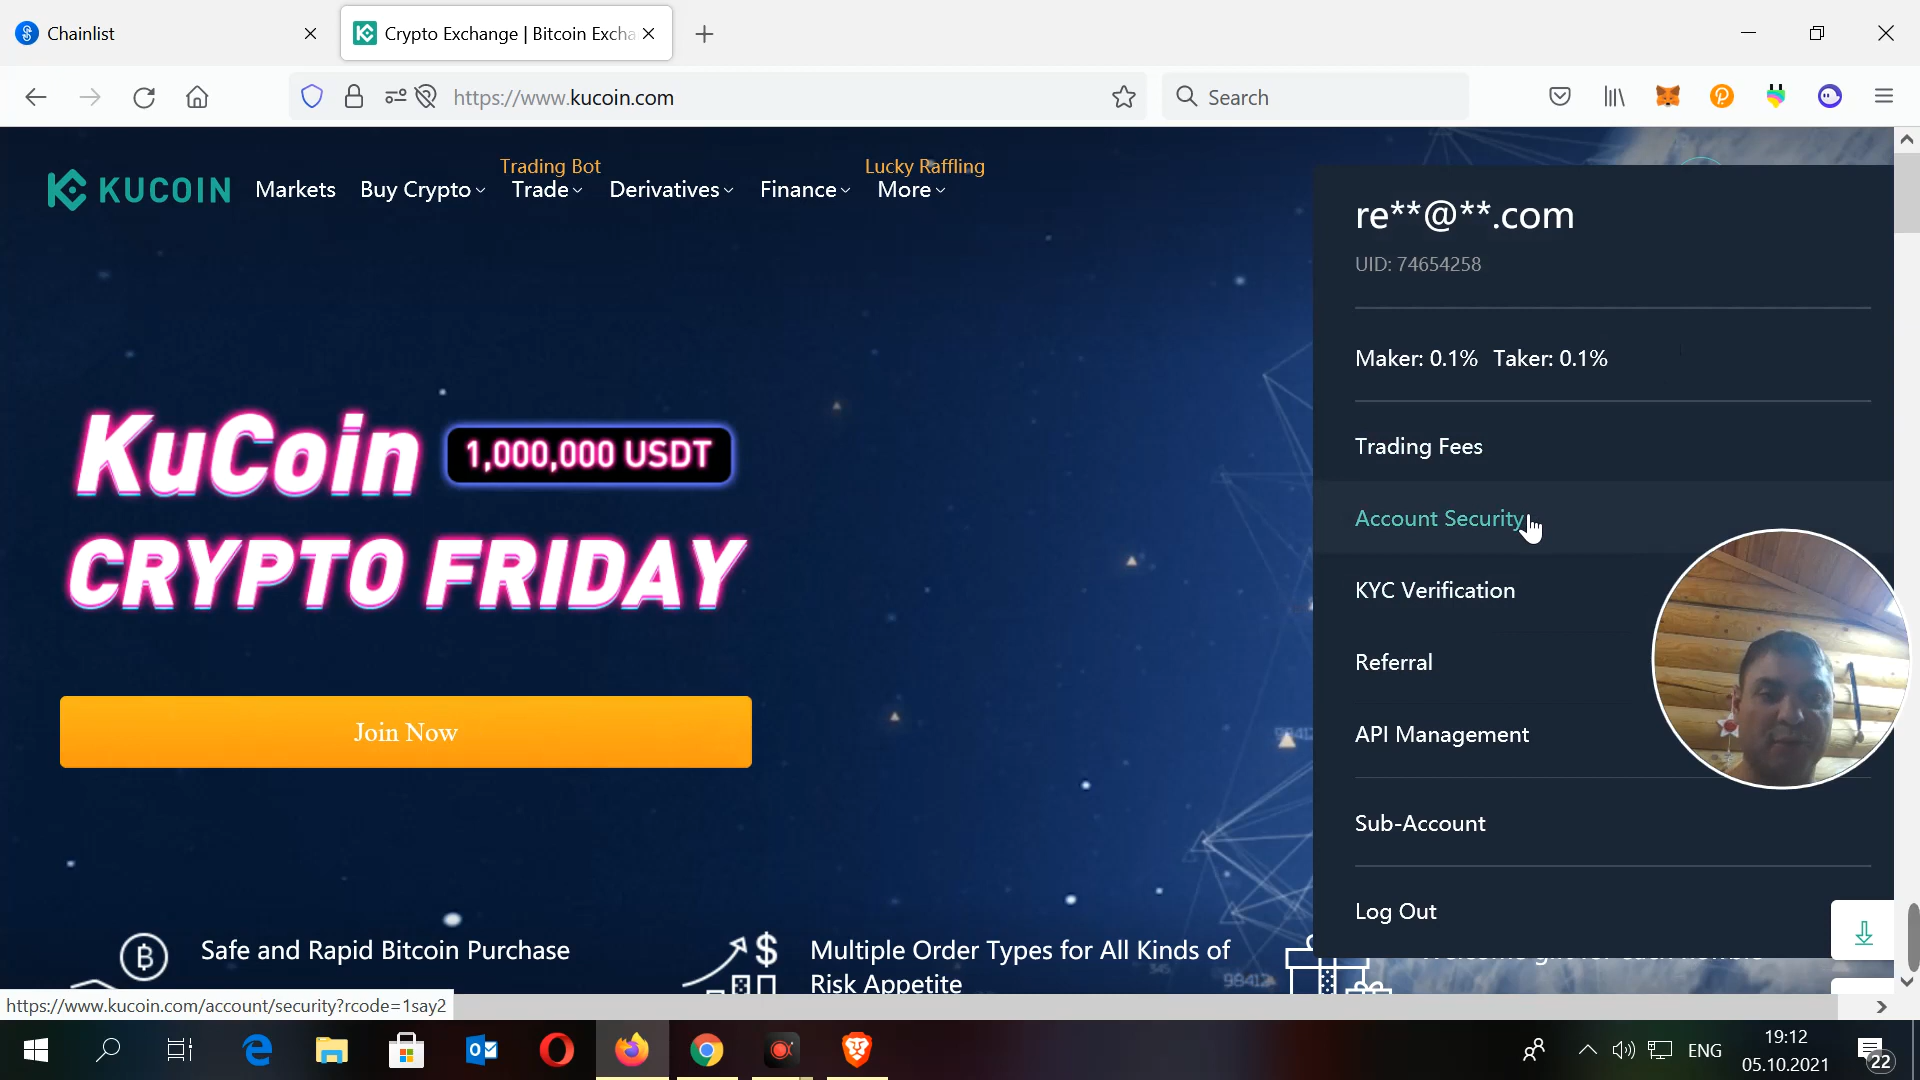 Chainlist
Crypto Exchange | Bitcoin Excha
https://www.kucoin.com
Search
KUCOIN
Markets
Buy Crypto
Trading Bot
Trade
Derivatives
Finance
Lucky Raffling
More
re**@**.com
UID: 74654258
Maker: 0.1% Taker: 0.1%
Trading Fees
Account Security
KYC Verification
Referral
API Management
Sub-Account
Log Out
KuCoin
1,000,000 USDT
CRYPTO FRIDAY
Join Now
Safe and Rapid Bitcoin Purchase
Multiple Order Types for All Kinds of
Risk Appetite
https://www.kucoin.com/account/security?rcode=1say2
ENG
19:12
05.10.2021
22